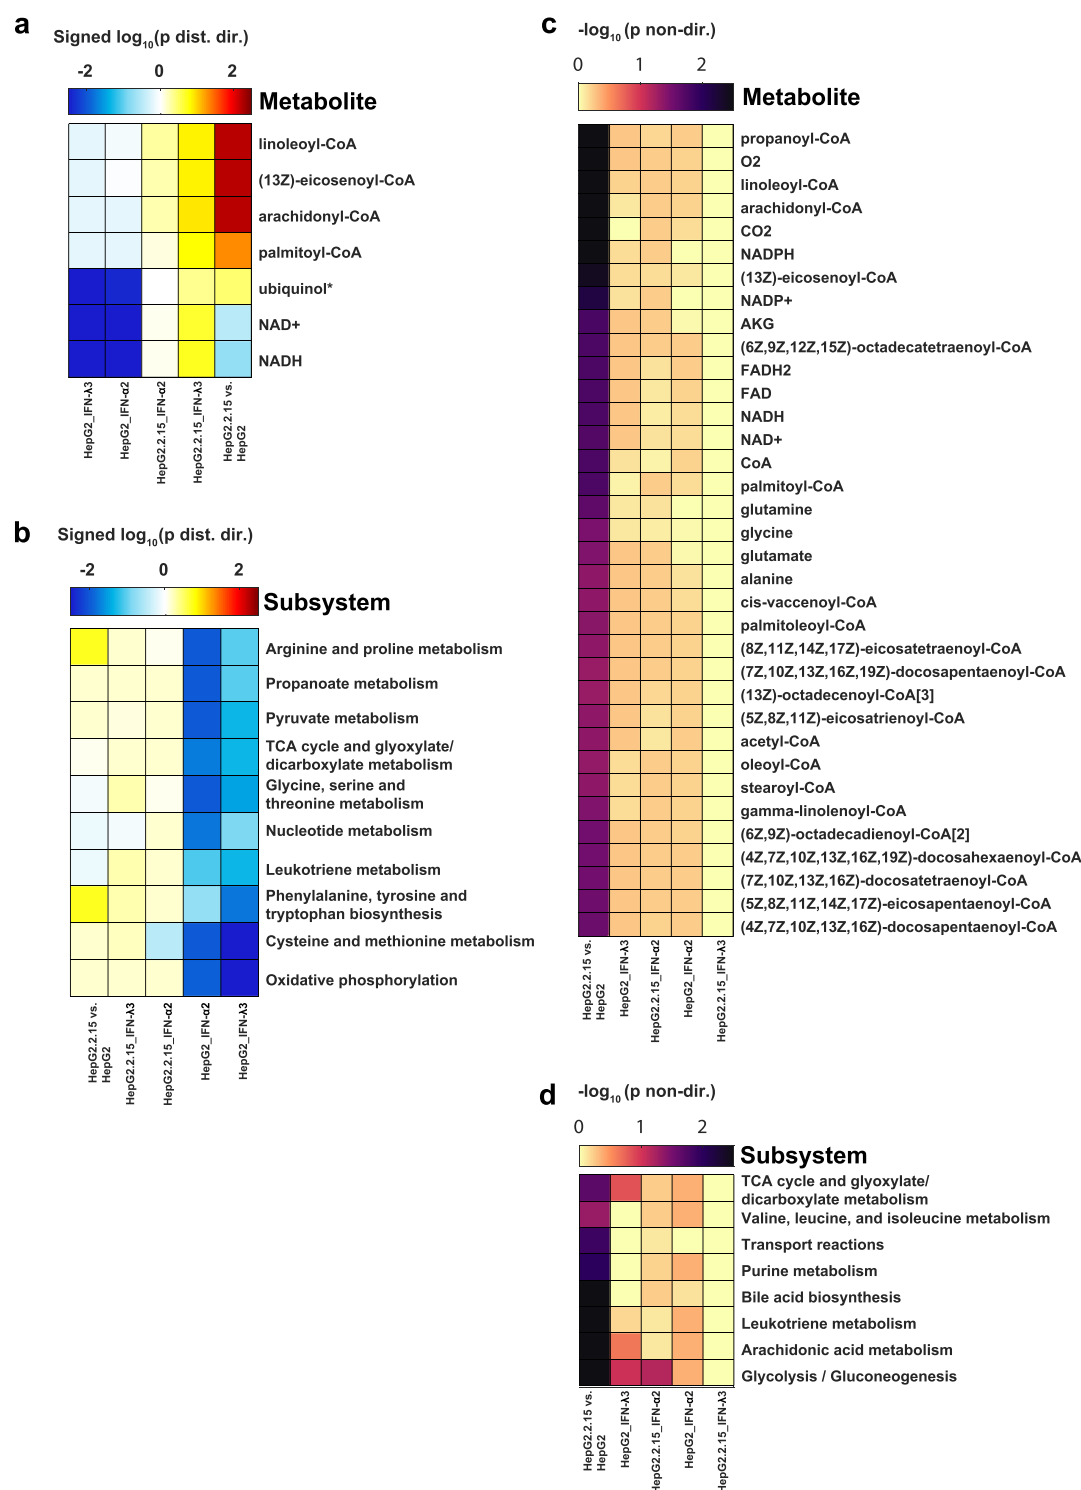 a
Signed log10(p dist. dir.)
-2 0 2
Metabolite
linoleoyl-CoA
(13Z)-eicosenoyl-CoA
arachidonyl-CoA
palmitoyl-CoA
ubiquinol*
NAD+
NADH
HepG2_IFN-λ3
HepG2_IFN-α2
HepG2.2.15_IFN-α2
HepG2.2.15_IFN-λ3
HepG2.2.15 vs.
HepG2
b
Signed log10(p dist. dir.)
-2 0 2
Subsystem
Arginine and proline metabolism
Propanoate metabolism
Pyruvate metabolism
TCA cycle and glyoxylate/
dicarboxylate metabolism
Glycine, serine and
threonine metabolism
Nucleotide metabolism
Leukotriene metabolism
Phenylalanine, tyrosine and
tryptophan biosynthesis
Cysteine and methionine metabolism
Oxidative phosphorylation
HepG2.2.15 vs.
HepG2
HepG2.2.15_IFN-λ3
HepG2.2.15_IFN-α2
HepG2_IFN-α2
HepG2_IFN-λ3
c
-log10 (p non-dir.)
0 1 2
Metabolite
propanoyl-CoA
O2
linoleoyl-CoA
arachidonyl-CoA
CO2
NADPH
(13Z)-eicosenoyl-CoA
NADP+
AKG
(6Z,9Z,12Z,15Z)-octadecatetraenoyl-CoA
FADH2
FAD
NADH
NAD+
CoA
palmitoyl-CoA
glutamine
glycine
glutamate
alanine
cis-vaccenoyl-CoA
palmitoleoyl-CoA
(8Z,11Z,14Z,17Z)-eicosatetraenoyl-CoA
(7Z,10Z,13Z,16Z,19Z)-docosapentaenoyl-CoA
(13Z)-octadecenoyl-CoA[3]
(5Z,8Z,11Z)-eicosatrienoyl-CoA
acetyl-CoA
oleoyl-CoA
stearoyl-CoA
gamma-linolenoyl-CoA
(6Z,9Z)-octadecadienoyl-CoA[2]
(4Z,7Z,10Z,13Z,16Z,19Z)-docosahexaenoyl-CoA
(7Z,10Z,13Z,16Z)-docosatetraenoyl-CoA
(5Z,8Z,11Z,14Z,17Z)-eicosapentaenoyl-CoA
(4Z,7Z,10Z,13Z,16Z)-docosapentaenoyl-CoA
HepG2.2.15 vs.
HepG2
HepG2_IFN-λ3
HepG2.2.15_IFN-α2
HepG2_IFN-α2
HepG2.2.15_IFN-λ3
d
-log10 (p non-dir.)
0 1 2
Subsystem
TCA cycle and glyoxylate/
dicarboxylate metabolism
Valine, leucine, and isoleucine metabolism
Transport reactions
Purine metabolism
Bile acid biosynthesis
Leukotriene metabolism
Arachidonic acid metabolism
Glycolysis / Gluconeogenesis
HepG2.2.15 vs.
HepG2
HepG2_IFN-λ3
HepG2.2.15_IFN-α2
HepG2_IFN-α2
HepG2.2.15_IFN-λ3